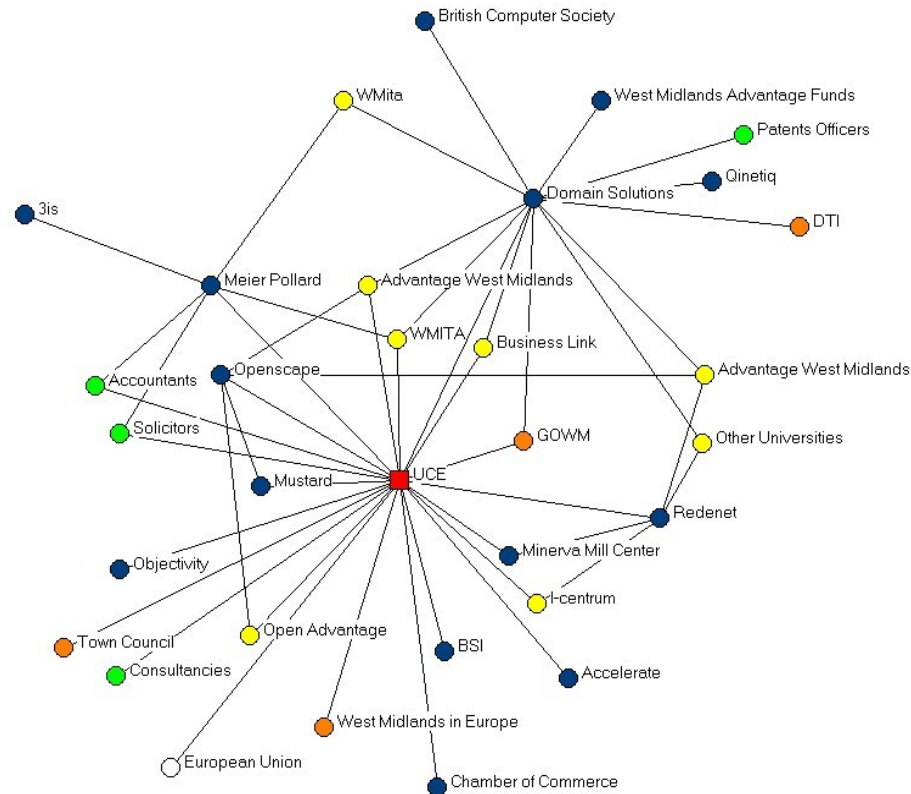 British Computer Society
WMita
West Midlands Advantage Funds
Patents Officers
Qinetiq
Domain Solutions
3is
DTI
Meier Pollard
Advantage West Midlands
WMITA
Business Link
Openscape
Advantage West Midlands
Accountants
Solicitors
GOWM
Other Universities
UCE
Mustard
Redenet
Minerva Mill Center
Objectivity
I-centrum
Open Advantage
Town Council
BSI
Consultancies
Accelerate
West Midlands in Europe
European Union
Chamber of Commerce